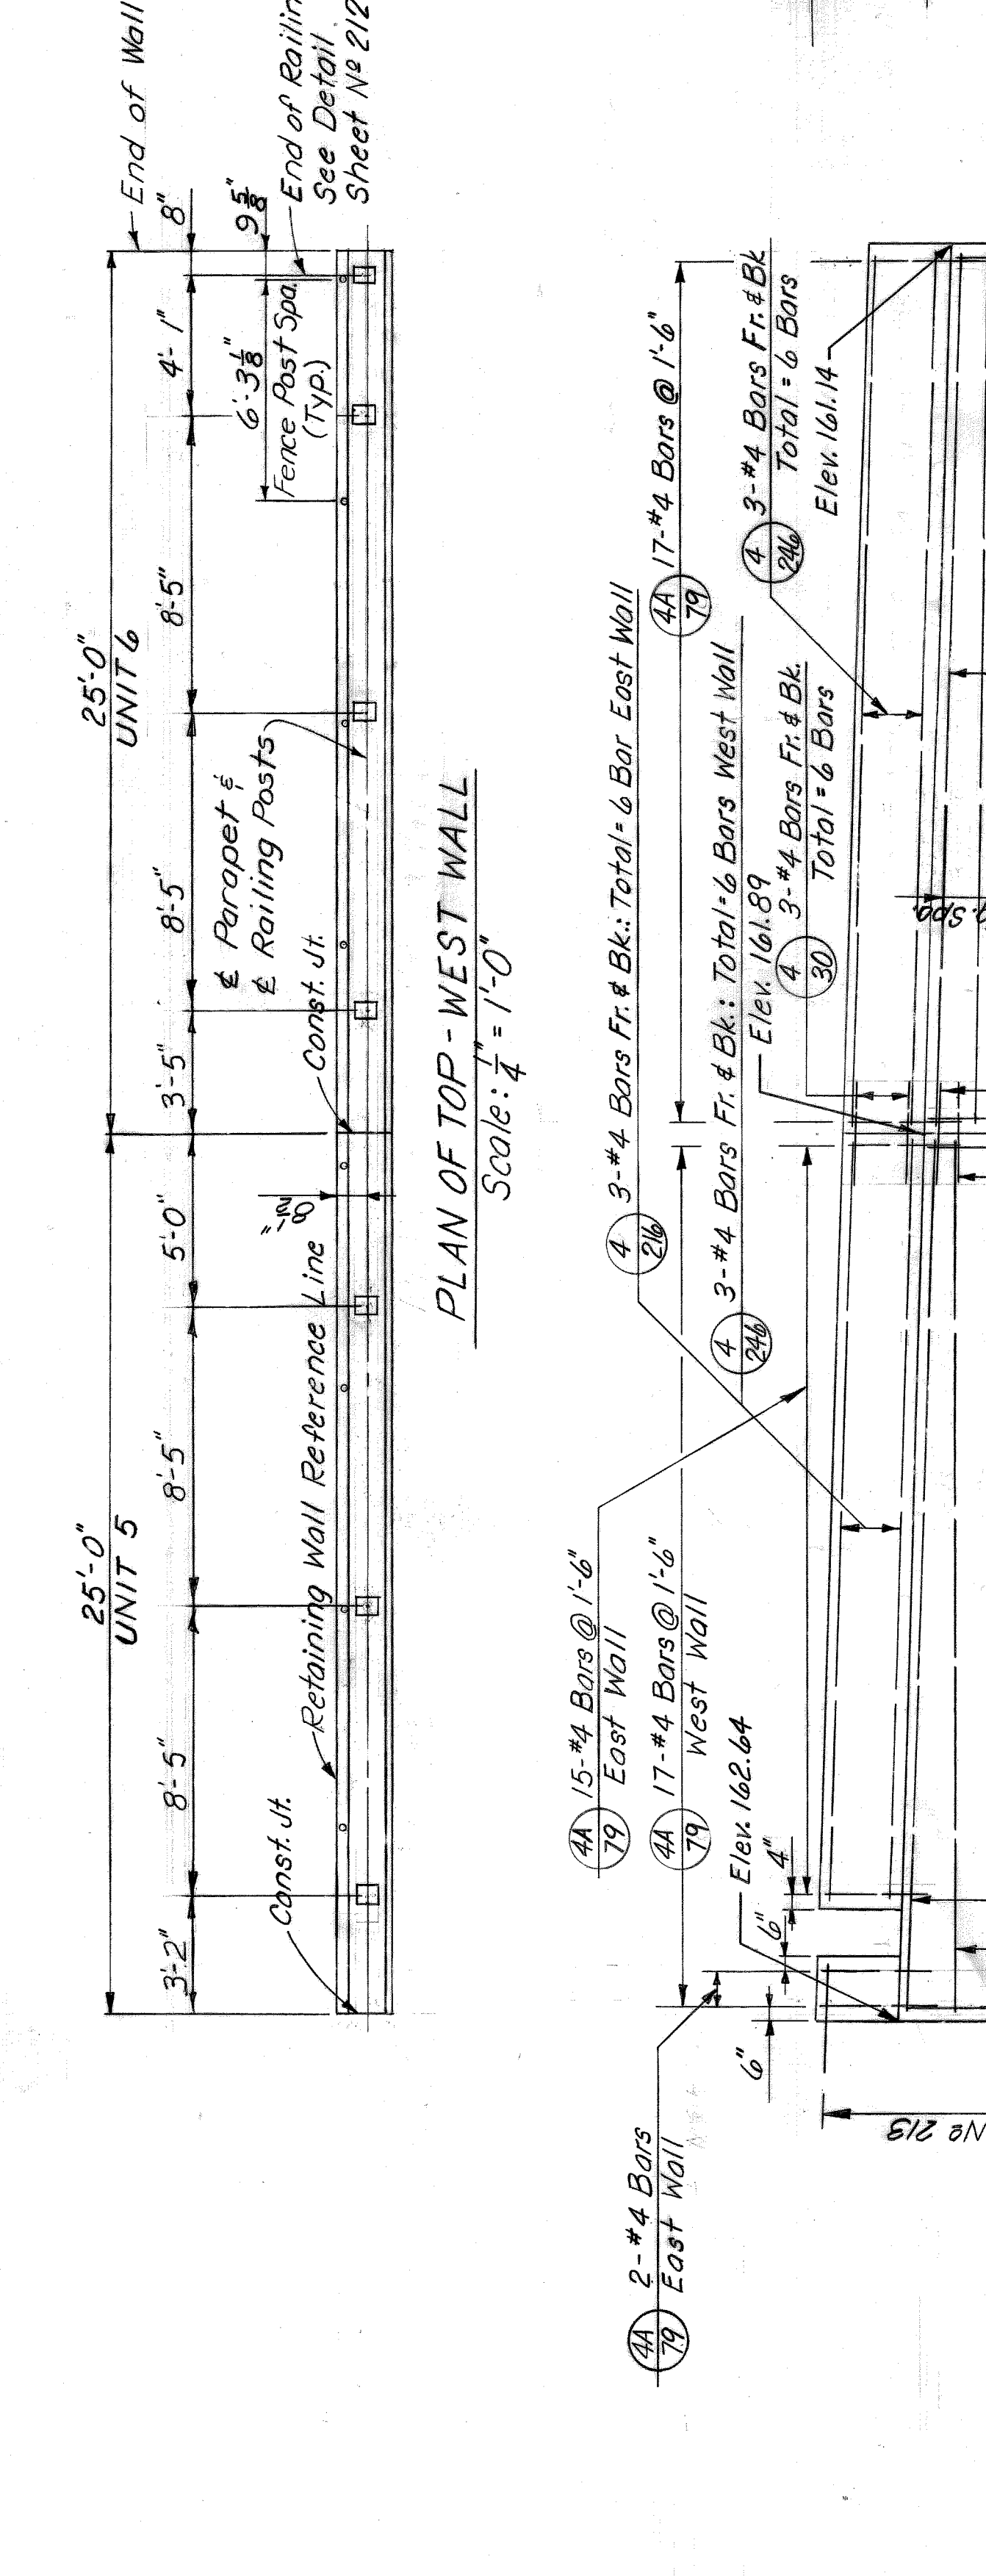 End of Wall
8"
4'-1"
8'-5"
8'-5"
3'-5"
5'-0"
8'-5"
8'-5"
3'-2"
25'-0"
UNIT 6
25'-0"
UNIT 5
9 5/8"
6'-3 1/8"
Fence Post Spa.
(Typ.)
End of Railin
See Detail
Sheet Nº 212
℄ Parapet &
℄ Railing Posts
Const. Jt.
8 1/2"
Retaining Wall Reference Line
Const. Jt.
PLAN OF TOP - WEST WALL
Scale: 1/4" = 1'-0"
4A
79
15-#4 Bars @ 1'-6"
East Wall
4
216
3-#4 Bars Fr. & Bk.: Total=6 Bar East Wall
4A
79
17-#4 Bars @ 1'-6"
West Wall
4A
79
17-#4 Bars @ 1'-6"
4
246
3-#4 Bars Fr. & Bk.: Total=6 Bars West Wall
4
246
3-#4 Bars Fr. & Bk
Total = 6 Bars
Elev. 161.14
Elev. 161.89
4
30
3-#4 Bars Fr. & Bk.
Total=6 Bars
Elev. 162.64
4"
6"
6"
4A
79
2-#4 Bars
East Wall
Nº 213
Spa.